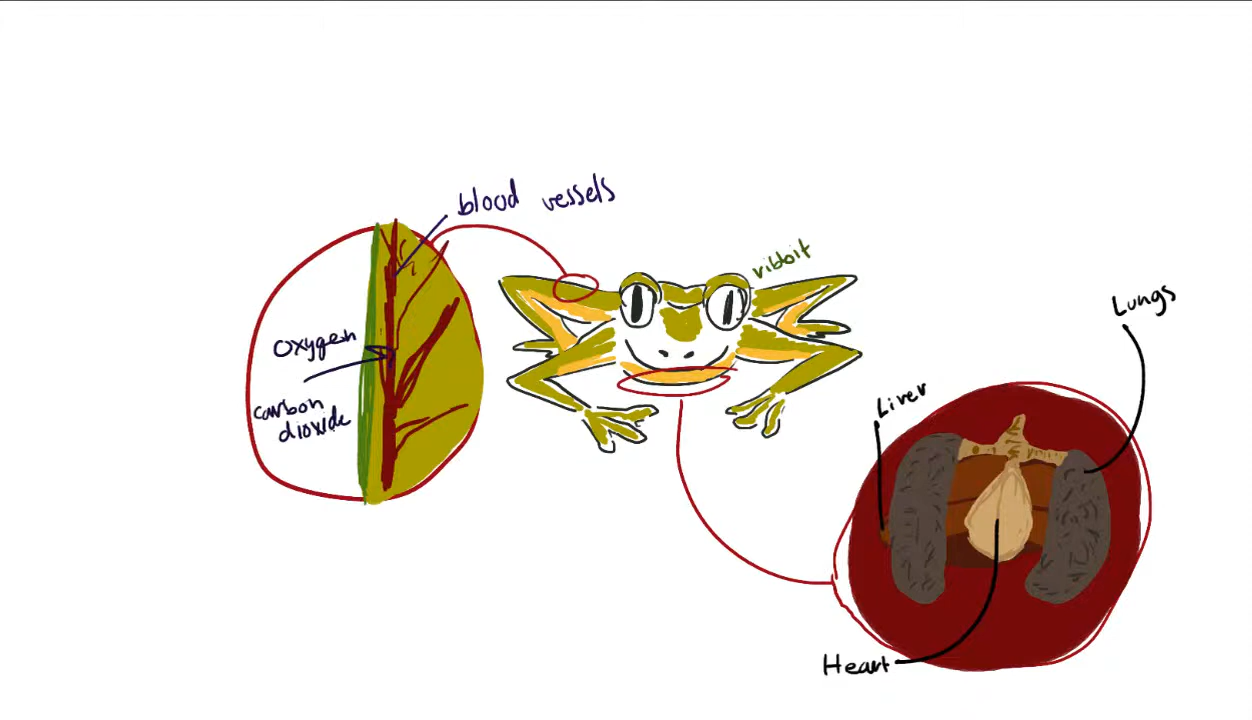 blood vessels
ribbit
oxygen
carbon
dioxide
Lungs
Liver
Heart